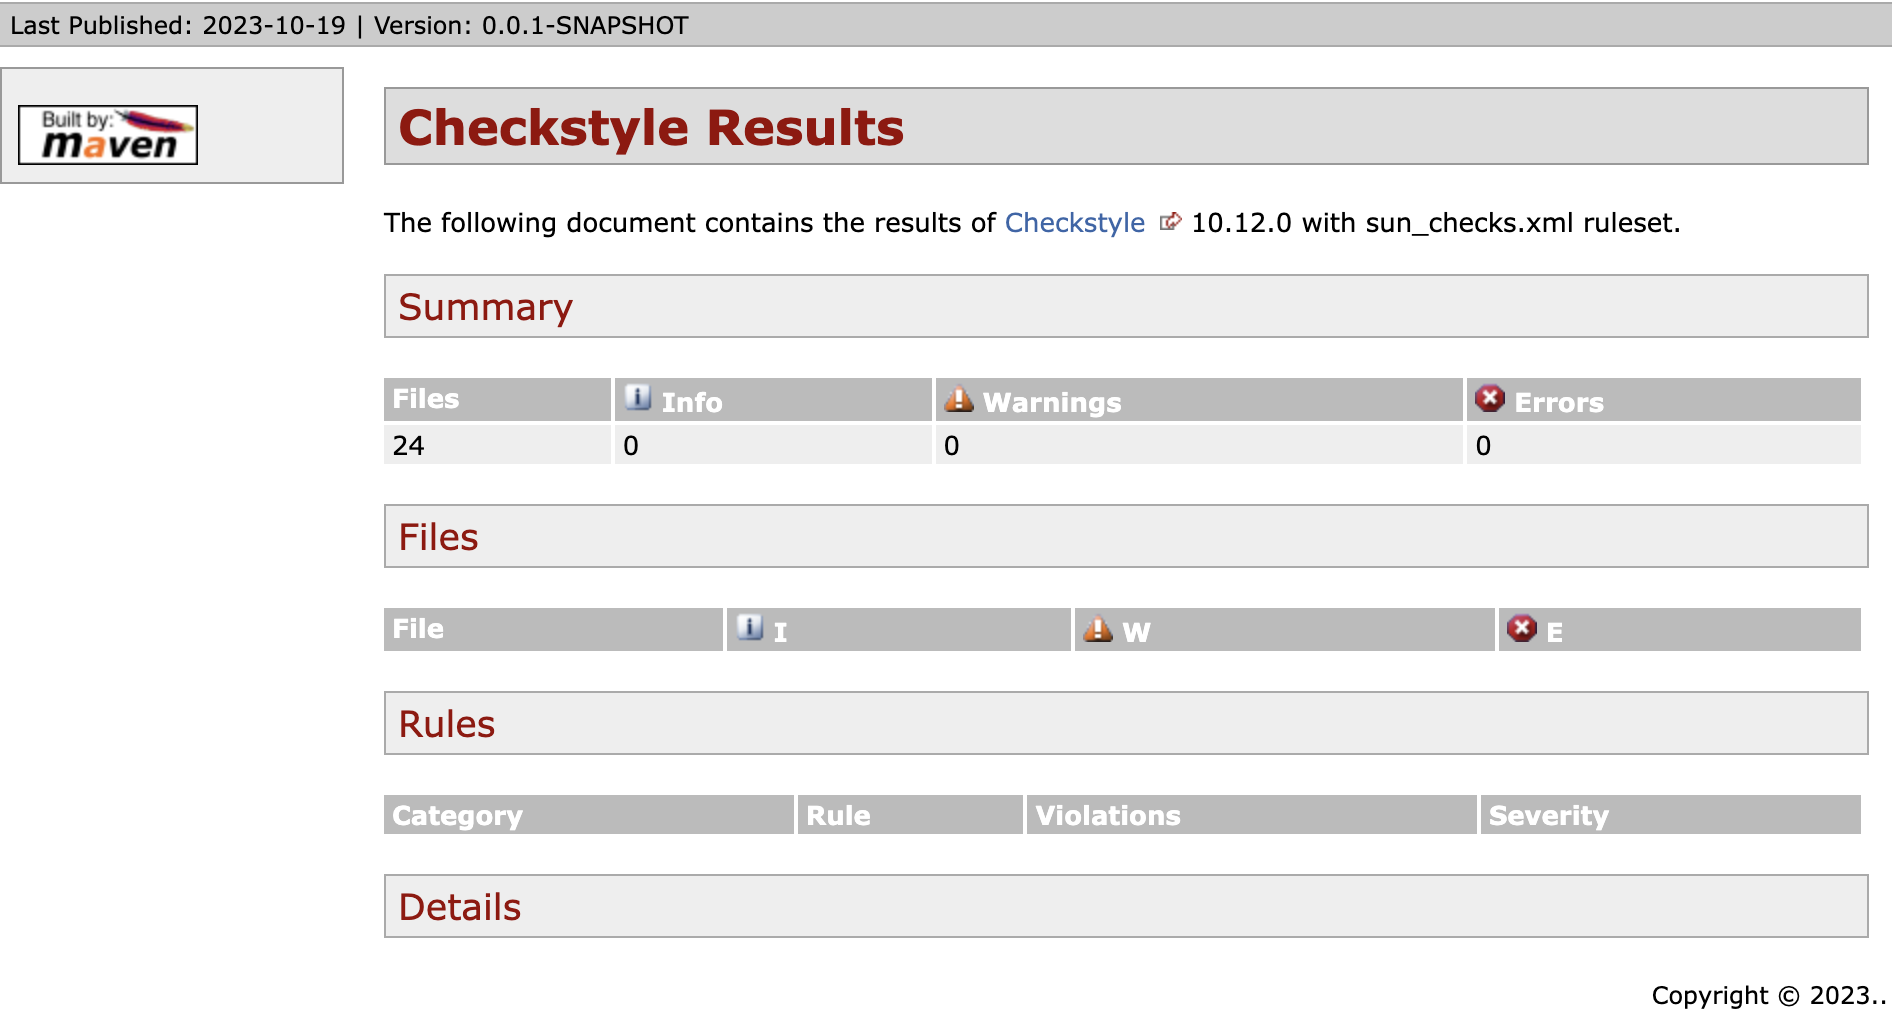 Last Published: 2023-10-19 | Version: 0.0.1-SNAPSHOT
Built by:
maven
Checkstyle Results
The following document contains the results of Checkstyle 10.12.0 with sun_checks.xml ruleset.
Summary
Files Info Warnings Errors
24 0 0 0
Files
File I W E
Rules
Category Rule Violations Severity
Details
Copyright © 2023..